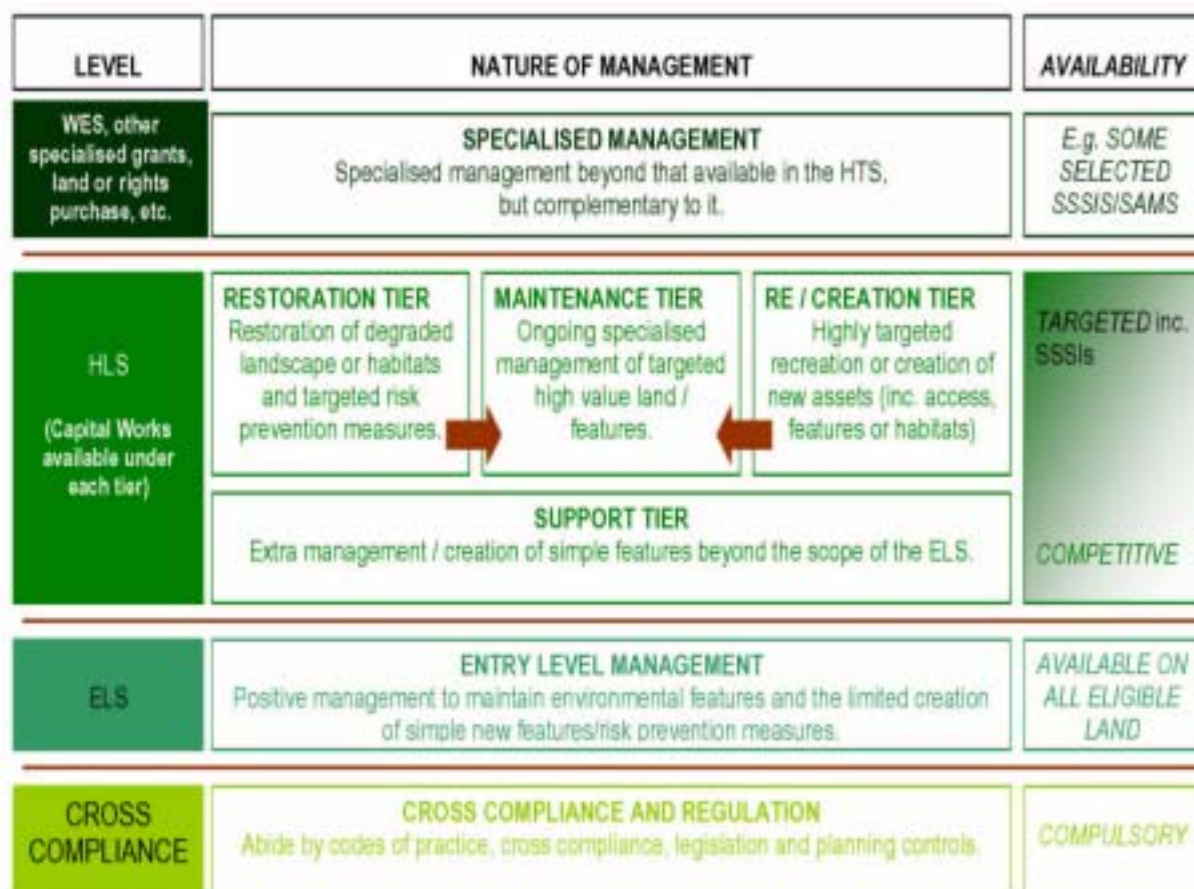 LEVEL
NATURE OF MANAGEMENT
AVAILABILITY
WES, other
specialised grants,
land or rights
purchase, etc.
SPECIALISED MANAGEMENT
Specialised management beyond that available in the HTS,
but complementary to it.
E.g. SOME
SELECTED
SSSIS/SAMS
HLS
(Capital Works
available under
each tier)
RESTORATION TIER
Restoration of degraded
landscape or habitats
and targeted risk
prevention measures.
MAINTENANCE TIER
Ongoing specialised
management of targeted
high value land /
features.
RE / CREATION TIER
Highly targeted
recreation or creation of
new assets (inc. access,
features or habitats)
TARGETED inc.
SSSIs
SUPPORT TIER
Extra management / creation of simple features beyond the scope of the ELS.
COMPETITIVE
ELS
ENTRY LEVEL MANAGEMENT
Positive management to maintain environmental features and the limited creation
of simple new features/risk prevention measures.
AVAILABLE ON
ALL ELIGIBLE
LAND
CROSS
COMPLIANCE
CROSS COMPLIANCE AND REGULATION
Abide by codes of practice, cross compliance, legislation and planning controls.
COMPULSORY